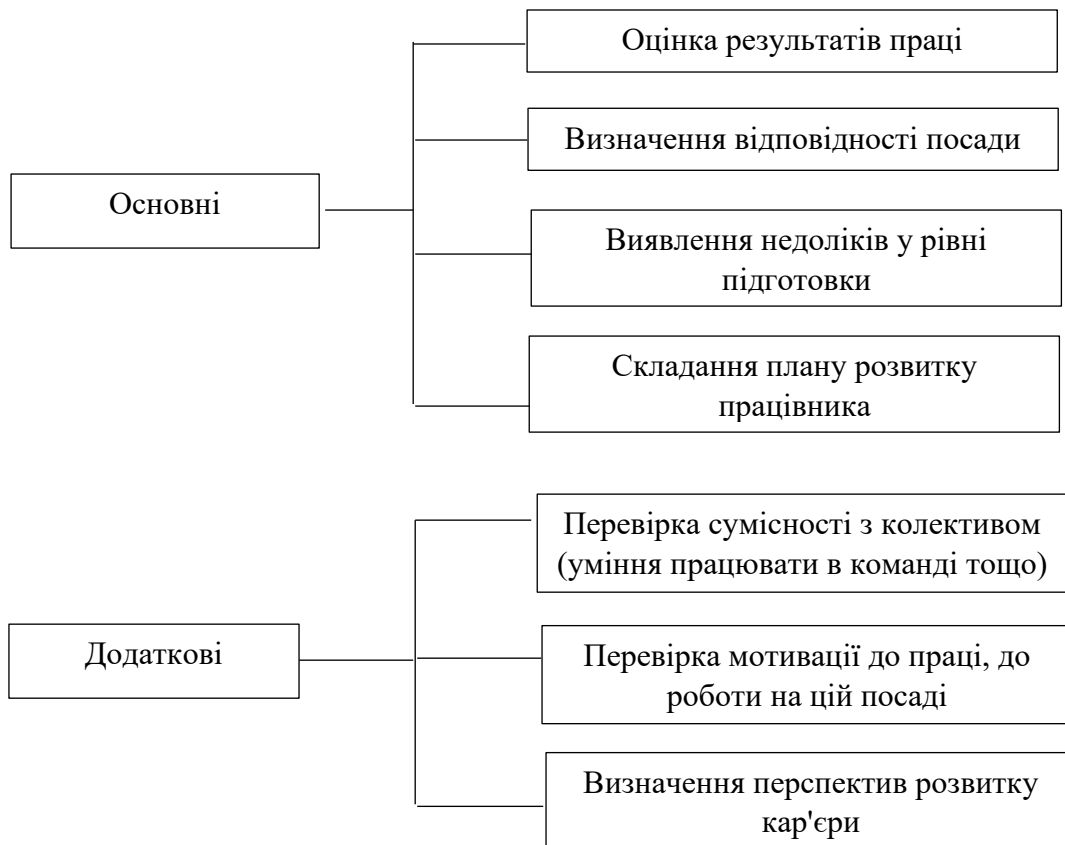 Оцінка результатів праці
Визначення відповідності посади
Основні
Виявлення недоліків у рівні
підготовки
Складання плану розвитку
працівника
Перевірка сумісності з колективом
(уміння працювати в команді тощо)
Додаткові
Перевірка мотивації до праці, до
роботи на цій посаді
Визначення перспектив розвитку
кар'єри